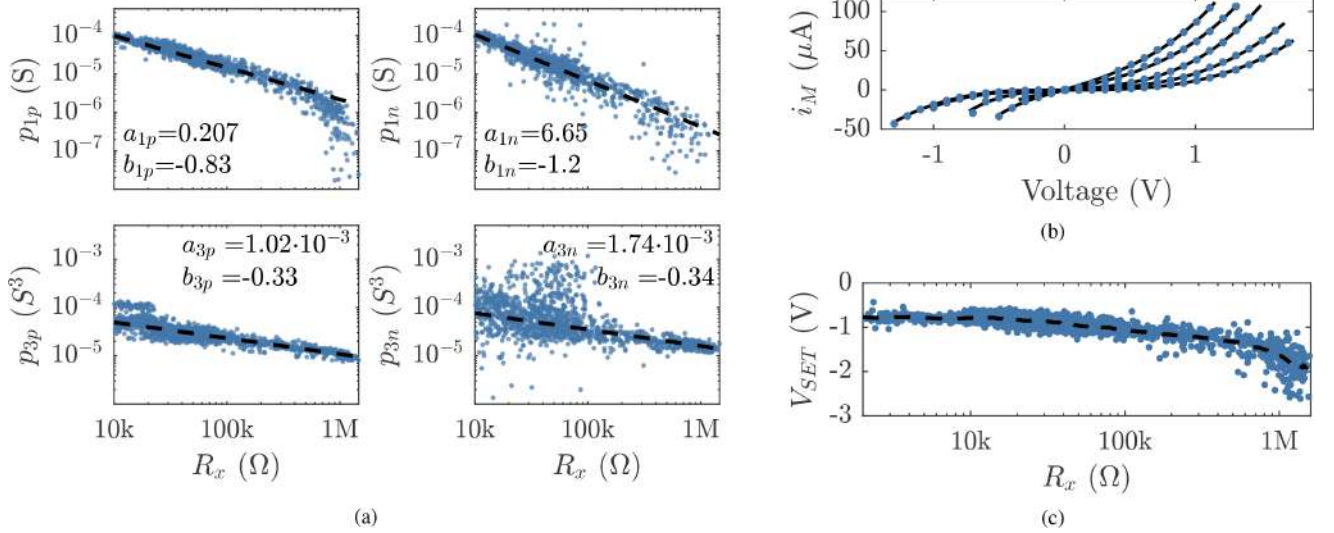 10⁻⁴
10⁻⁵
10⁻⁶
10⁻⁷
p₁ₚ (S)
a₁ₚ=0.207
b₁ₚ=-0.83
10⁻⁴
10⁻⁵
10⁻⁶
10⁻⁷
p₁ₙ (S)
a₁ₙ=6.65
b₁ₙ=-1.2
10⁻³
10⁻⁴
10⁻⁵
p₃ₚ (S³)
a₃ₚ =1.02·10⁻³
b₃ₚ =-0.33
10k 100k 1M
Rₓ (Ω)
10⁻³
10⁻⁴
10⁻⁵
p₃ₙ (S³)
a₃ₙ =1.74·10⁻³
b₃ₙ =-0.34
10k 100k 1M
Rₓ (Ω)
(a)
100
50
0
-50
i_M (μA)
-1 0 1
Voltage (V)
(b)
0
-1
-2
-3
V_SET (V)
10k 100k 1M
Rₓ (Ω)
(c)